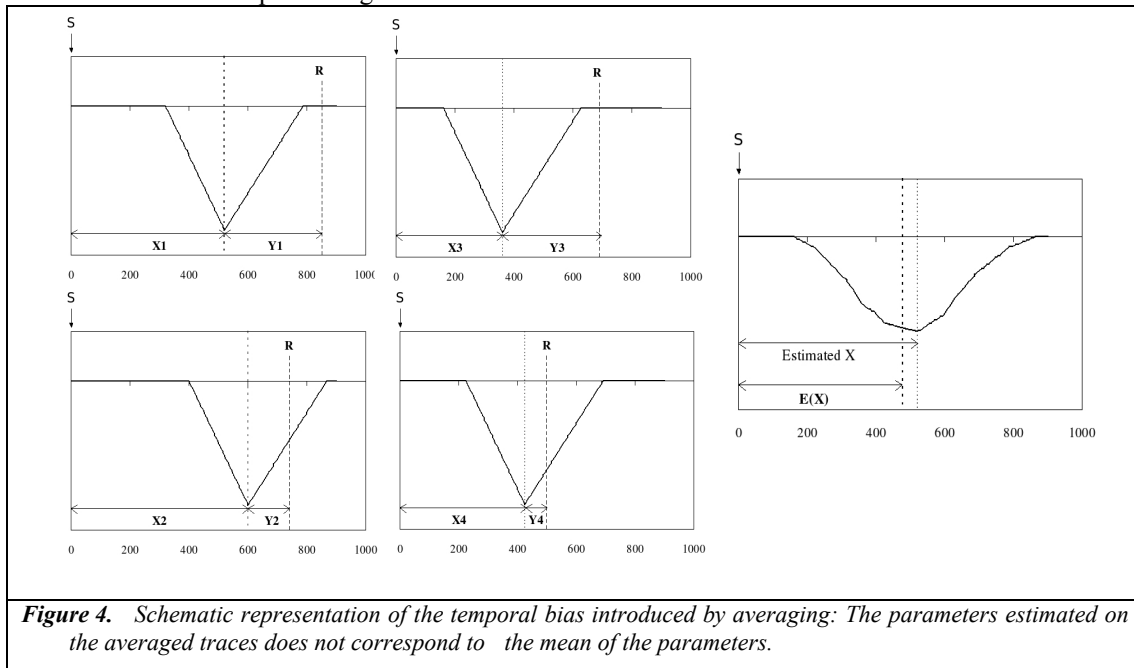 S
R
X1 Y1
0 200 400 600 800 1000
S
R
X3 Y3
0 200 400 600 800 1000
S
R
X2 Y2
0 200 400 600 800 1000
S
R
X4 Y4
0 200 400 600 800 1000
S
Estimated X
E(X)
0 200 400 600 800 1000
Figure 4. Schematic representation of the temporal bias introduced by averaging: The parameters estimated on
the averaged traces does not correspond to the mean of the parameters.